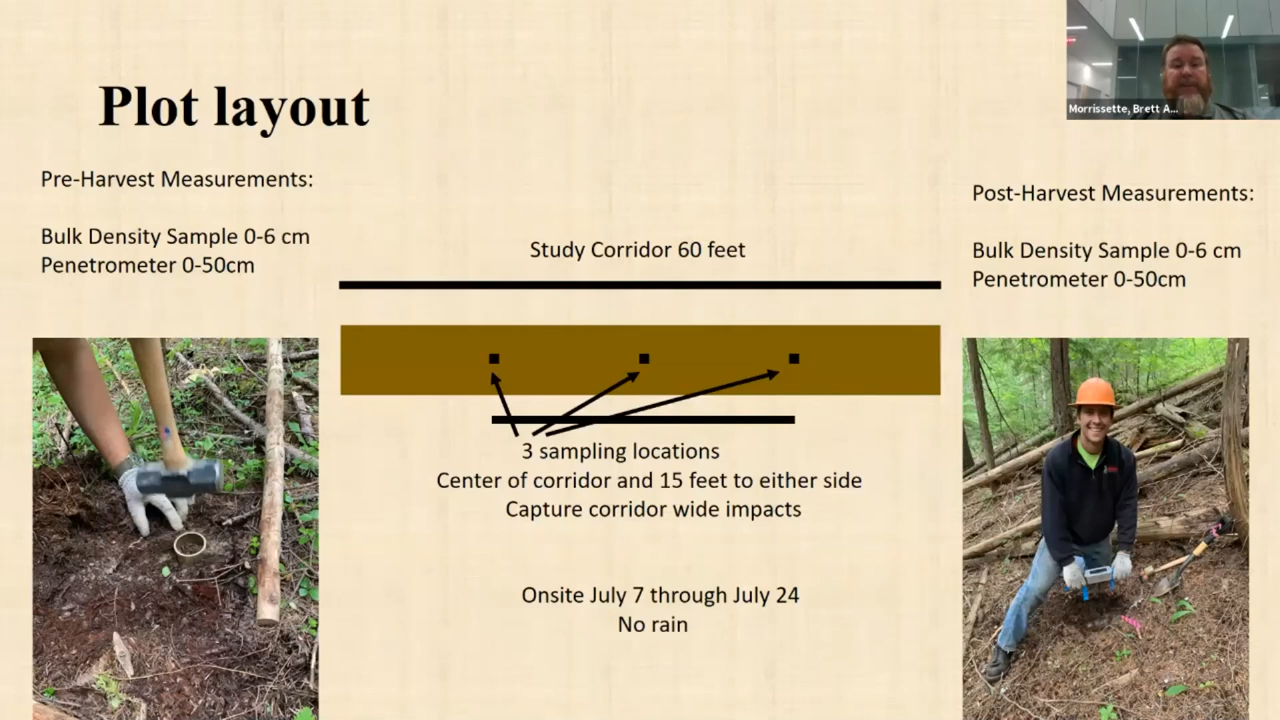 Morrissette, Brett A...
Plot layout
Pre-Harvest Measurements:
Bulk Density Sample 0-6 cm
Penetrometer 0-50cm
Study Corridor 60 feet
3 sampling locations
Center of corridor and 15 feet to either side
Capture corridor wide impacts
Onsite July 7 through July 24
No rain
Post-Harvest Measurements:
Bulk Density Sample 0-6 cm
Penetrometer 0-50cm